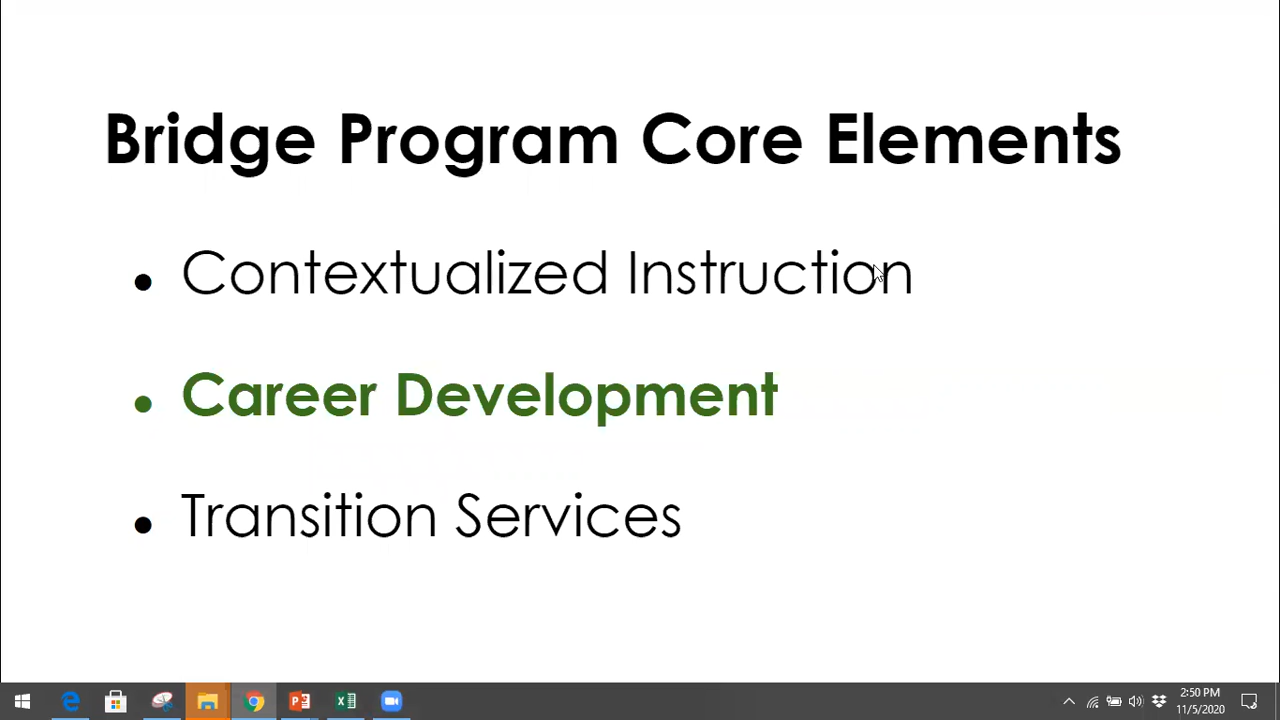 Bridge Program Core Elements
• Contextualized Instruction
• Career Development
• Transition Services
2:50 PM
11/5/2020